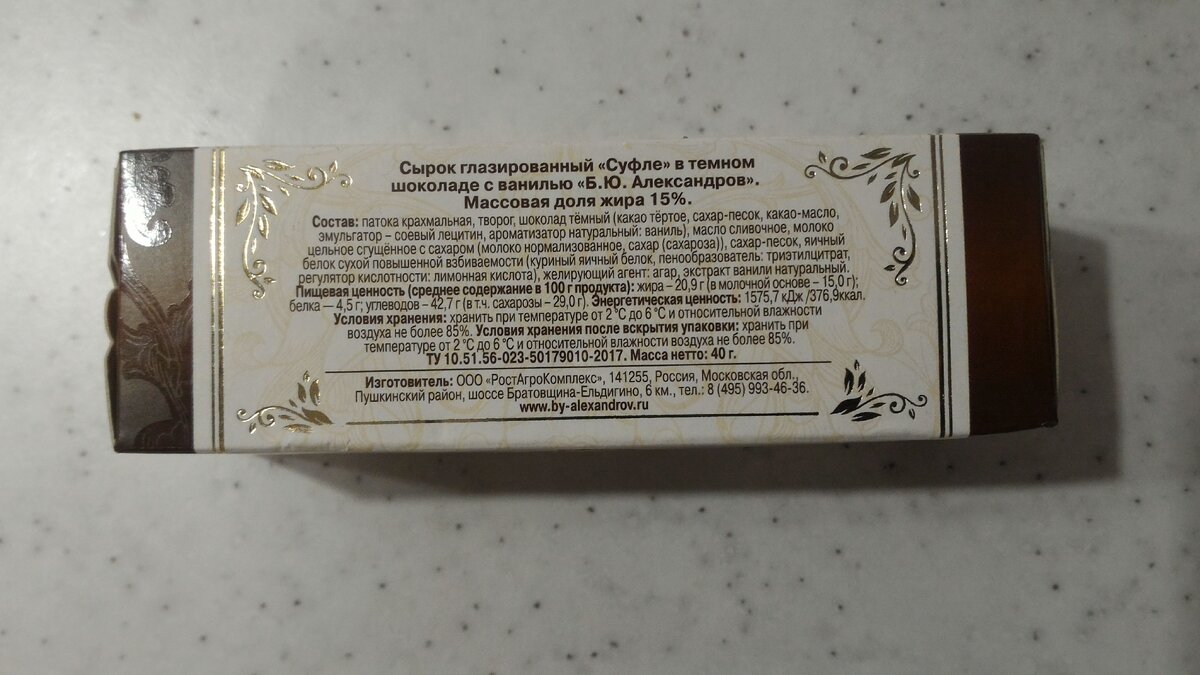 Сырок глазированный «Суфле» в темном
шоколаде с ванилью «Б.Ю. Александров».
Массовая доля жира 15%.
Состав: патока крахмальная, творог, шоколад тёмный (какао тёртое, сахар-песок, какао-масло,
эмульгатор – соевый лецитин, ароматизатор натуральный: ваниль), масло сливочное, молоко
цельное сгущённое с сахаром (молоко нормализованное, сахар (сахароза)), сахар-песок, яичный
белок сухой повышенной взбиваемости (куриный яичный белок, пенообразователь: триэтилцитрат,
регулятор кислотности: лимонная кислота), желирующий агент: агар, экстракт ванили натуральный.
Пищевая ценность (среднее содержание в 100 г продукта): жира – 20,9 г (в молочной основе – 15,0 г);
белка — 4,5 г; углеводов – 42,7 г (в т.ч. сахарозы – 29,0 г). Энергетическая ценность: 1575,7 кДж /376,9ккал.
Условия хранения: хранить при температуре от 2 °С до 6 °С и относительной влажности
воздуха не более 85%. Условия хранения после вскрытия упаковки: хранить при
температуре от 2 °С до 6 °С и относительной влажности воздуха не более 85%.
ТУ 10.51.56-023-50179010-2017. Масса нетто: 40 г.
Изготовитель: ООО «РостАгроКомплекс», 141255, Россия, Московская обл.,
Пушкинский район, шоссе Братовщина-Ельдигино, 6 км., тел.: 8 (495) 993-46-36.
www.by-alexandrov.ru